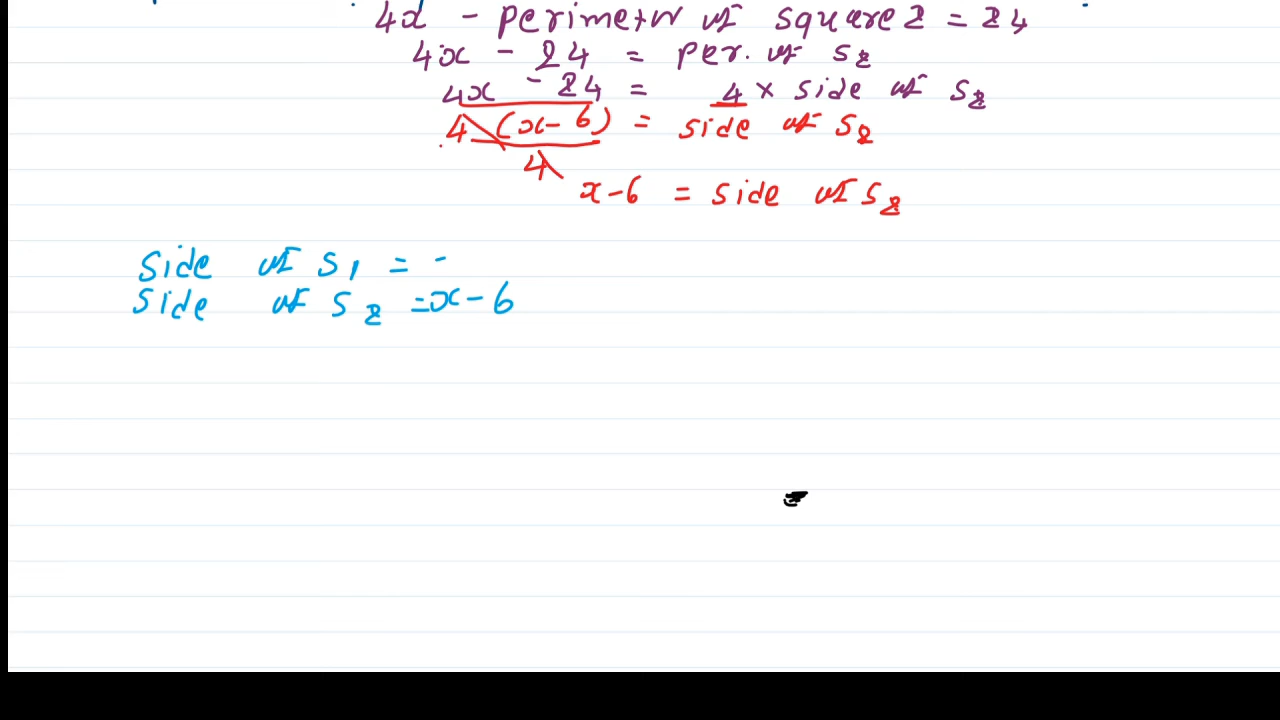 4x - perimeter of square 2 = 24
4x - 24 = per. of S2
4x - 24 = 4 × side of S2
4 (x - 6) = side of S2
4
x - 6 = side of S2
Side of S1 = -
Side of S2 = x - 6